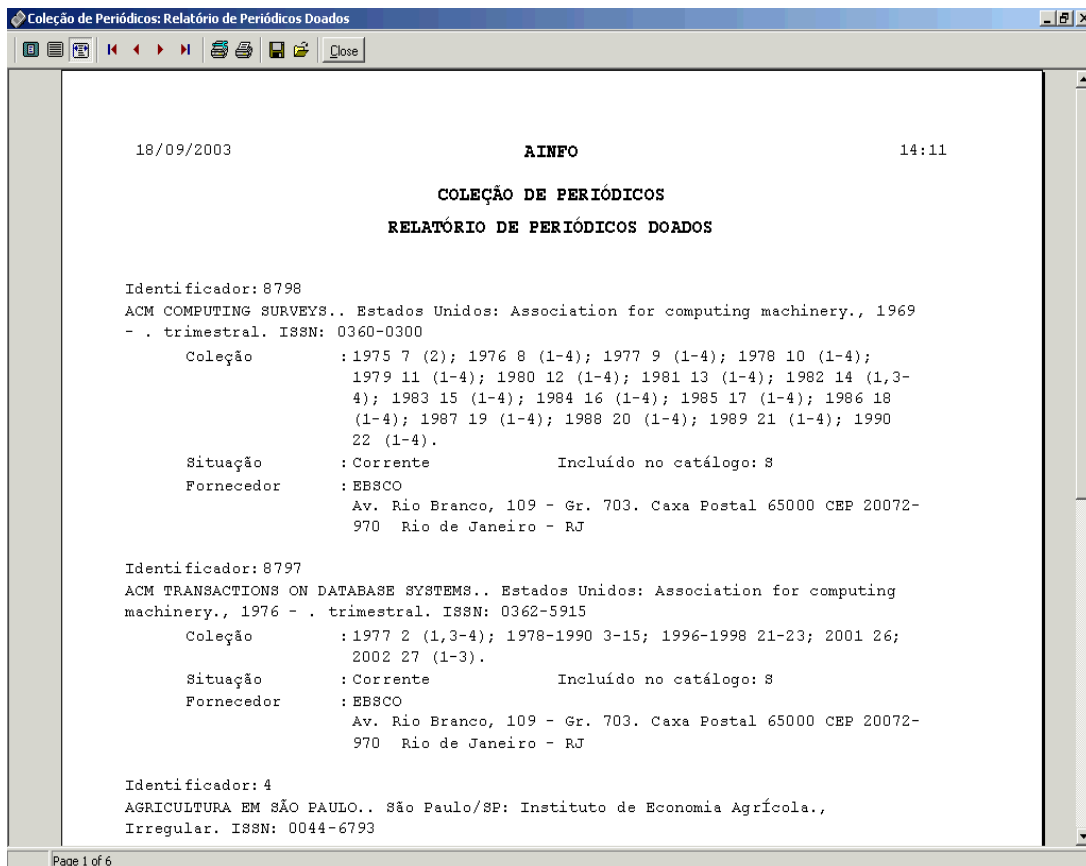 Coleção de Periódicos: Relatório de Periódicos Doados
Close
18/09/2003 AINFO 14:11
COLEÇÃO DE PERIÓDICOS
RELATÓRIO DE PERIÓDICOS DOADOS
Identificador: 8798
ACM COMPUTING SURVEYS.. Estados Unidos: Association for computing machinery., 1969
- . trimestral. ISSN: 0360-0300
Coleção : 1975 7 (2); 1976 8 (1-4); 1977 9 (1-4); 1978 10 (1-4);
1979 11 (1-4); 1980 12 (1-4); 1981 13 (1-4); 1982 14 (1,3-
4); 1983 15 (1-4); 1984 16 (1-4); 1985 17 (1-4); 1986 18
(1-4); 1987 19 (1-4); 1988 20 (1-4); 1989 21 (1-4); 1990
22 (1-4).
Situação : Corrente Incluído no catálogo: S
Fornecedor : EBSCO
Av. Rio Branco, 109 - Gr. 703. Caxa Postal 65000 CEP 20072-
970 Rio de Janeiro - RJ
Identificador: 8797
ACM TRANSACTIONS ON DATABASE SYSTEMS.. Estados Unidos: Association for computing
machinery., 1976 - . trimestral. ISSN: 0362-5915
Coleção : 1977 2 (1,3-4); 1978-1990 3-15; 1996-1998 21-23; 2001 26;
2002 27 (1-3).
Situação : Corrente Incluído no catálogo: S
Fornecedor : EBSCO
Av. Rio Branco, 109 - Gr. 703. Caxa Postal 65000 CEP 20072-
970 Rio de Janeiro - RJ
Identificador: 4
AGRICULTURA EM SÃO PAULO.. São Paulo/SP: Instituto de Economia AgrÍcola.,
Irregular. ISSN: 0044-6793
Page 1 of 6